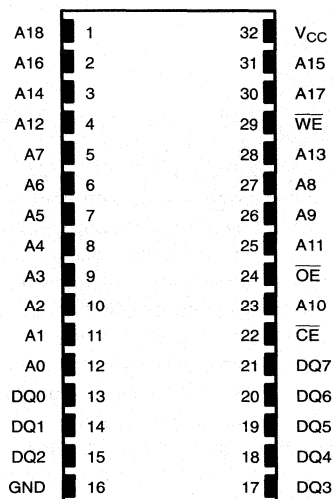 A18 1 32 VCC
A16 2 31 A15
A14 3 30 A17
A12 4 29 W̅E̅
A7 5 28 A13
A6 6 27 A8
A5 7 26 A9
A4 8 25 A11
A3 9 24 O̅E̅
A2 10 23 A10
A1 11 22 C̅E̅
A0 12 21 DQ7
DQ0 13 20 DQ6
DQ1 14 19 DQ5
DQ2 15 18 DQ4
GND 16 17 DQ3